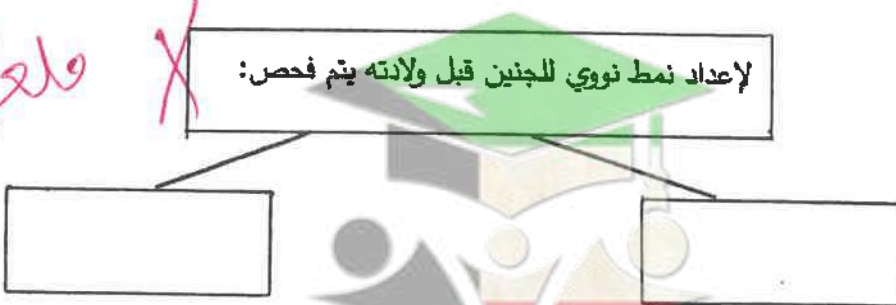 لإعداد نمط نووي للجنين قبل ولادته يتم فحص: